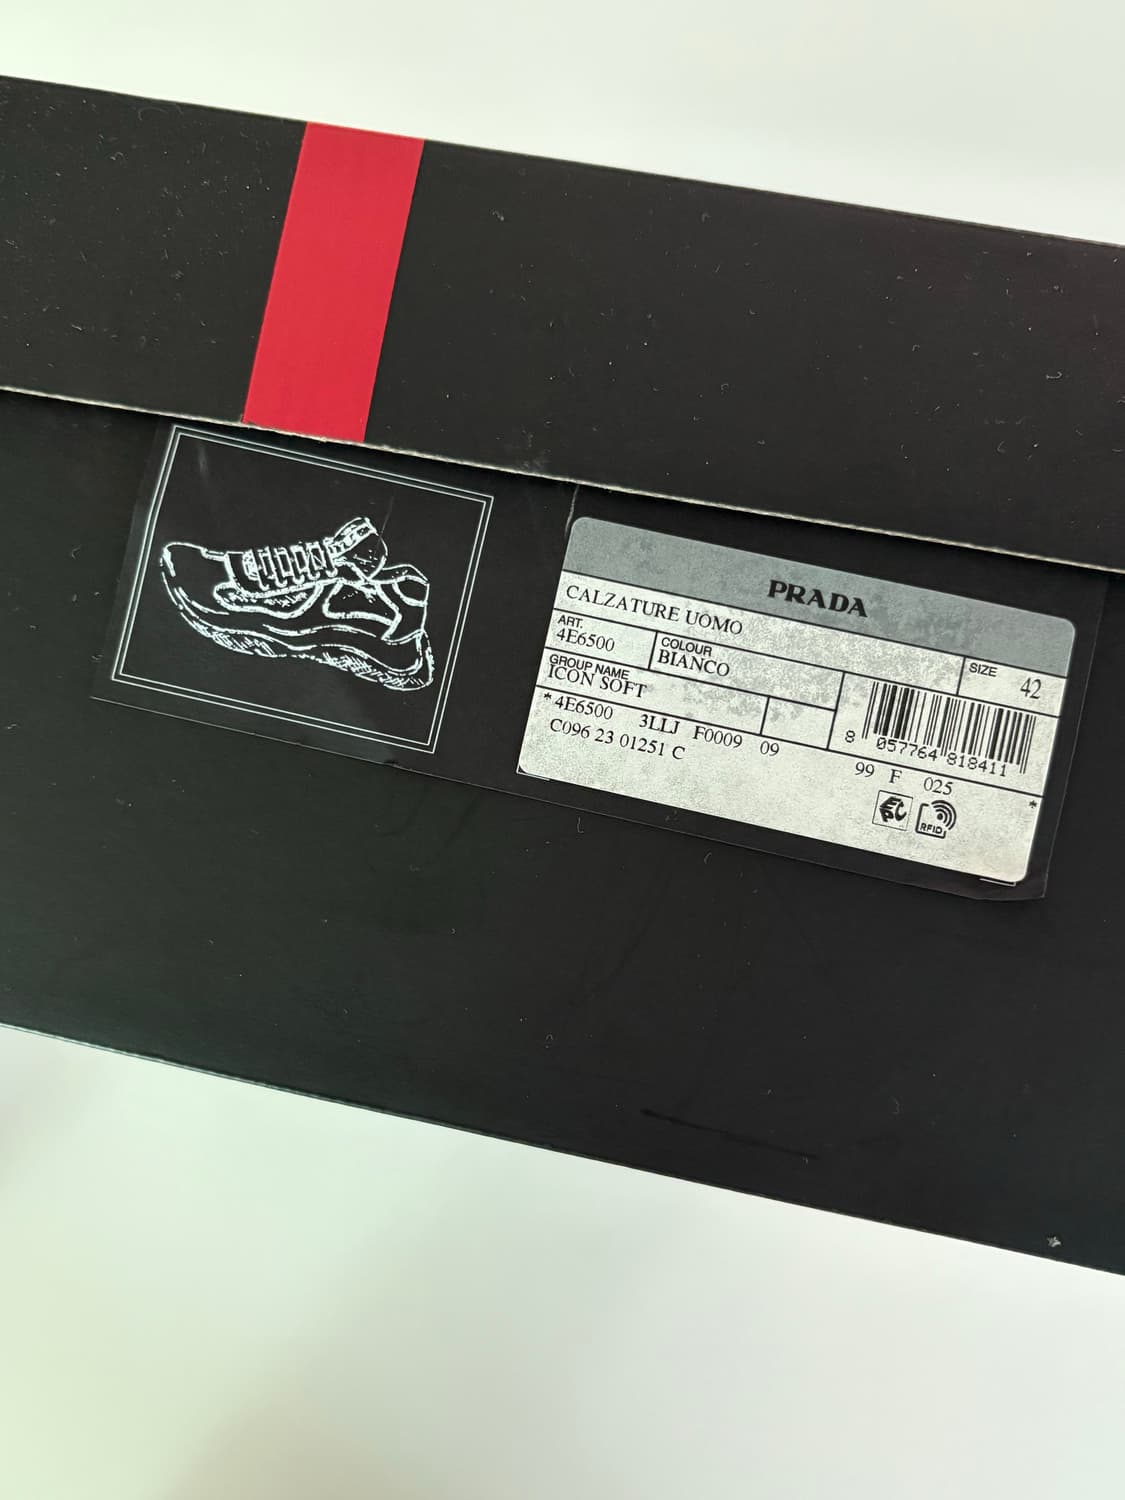 PRADA
CALZATURE UOMO
ART.
4E6500
COLOUR
BIANCO
SIZE
42
GROUP NAME
ICON SOFT
8 057764 818411
* 4E6500 3LLJ F0009 09
C096 23 01251 C
99 F 025
*
EPC
RFID